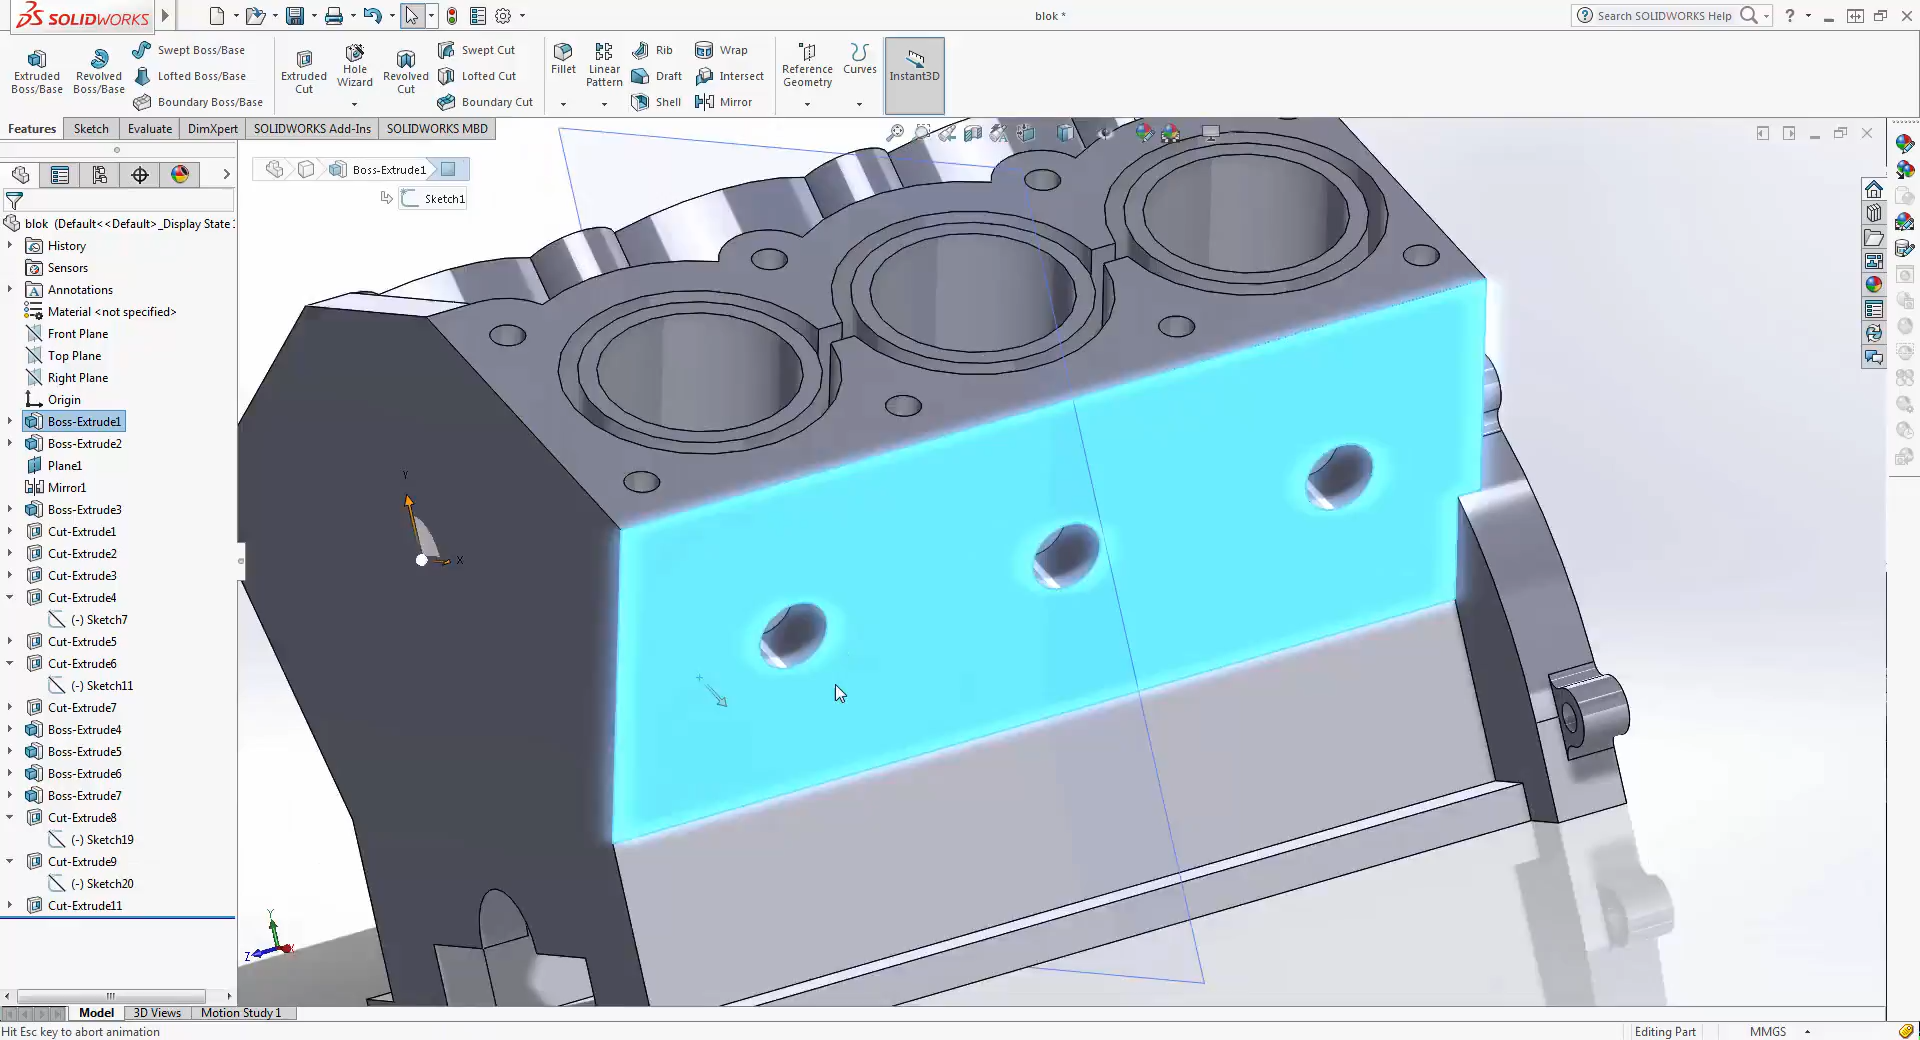 SOLIDWORKS
blok *
Search SOLIDWORKS Help
Extruded Boss/Base
Revolved Boss/Base
Swept Boss/Base
Lofted Boss/Base
Boundary Boss/Base
Extruded Cut
Hole Wizard
Revolved Cut
Swept Cut
Lofted Cut
Boundary Cut
Fillet
Linear Pattern
Rib
Draft
Shell
Wrap
Intersect
Mirror
Reference Geometry
Curves
Instant3D
Features
Sketch
Evaluate
DimXpert
SOLIDWORKS Add-Ins
SOLIDWORKS MBD
Boss-Extrude1
Sketch1
blok (Default<<Default>_Display State
History
Sensors
Annotations
Material <not specified>
Front Plane
Top Plane
Right Plane
Origin
Boss-Extrude1
Boss-Extrude2
Plane1
Mirror1
Boss-Extrude3
Cut-Extrude1
Cut-Extrude2
Cut-Extrude3
Cut-Extrude4
(-) Sketch7
Cut-Extrude5
Cut-Extrude6
(-) Sketch11
Cut-Extrude7
Boss-Extrude4
Boss-Extrude5
Boss-Extrude6
Boss-Extrude7
Cut-Extrude8
(-) Sketch19
Cut-Extrude9
(-) Sketch20
Cut-Extrude11
Y
X
Y
Z
Model
3D Views
Motion Study 1
Hit Esc key to abort animation
Editing Part
MMGS